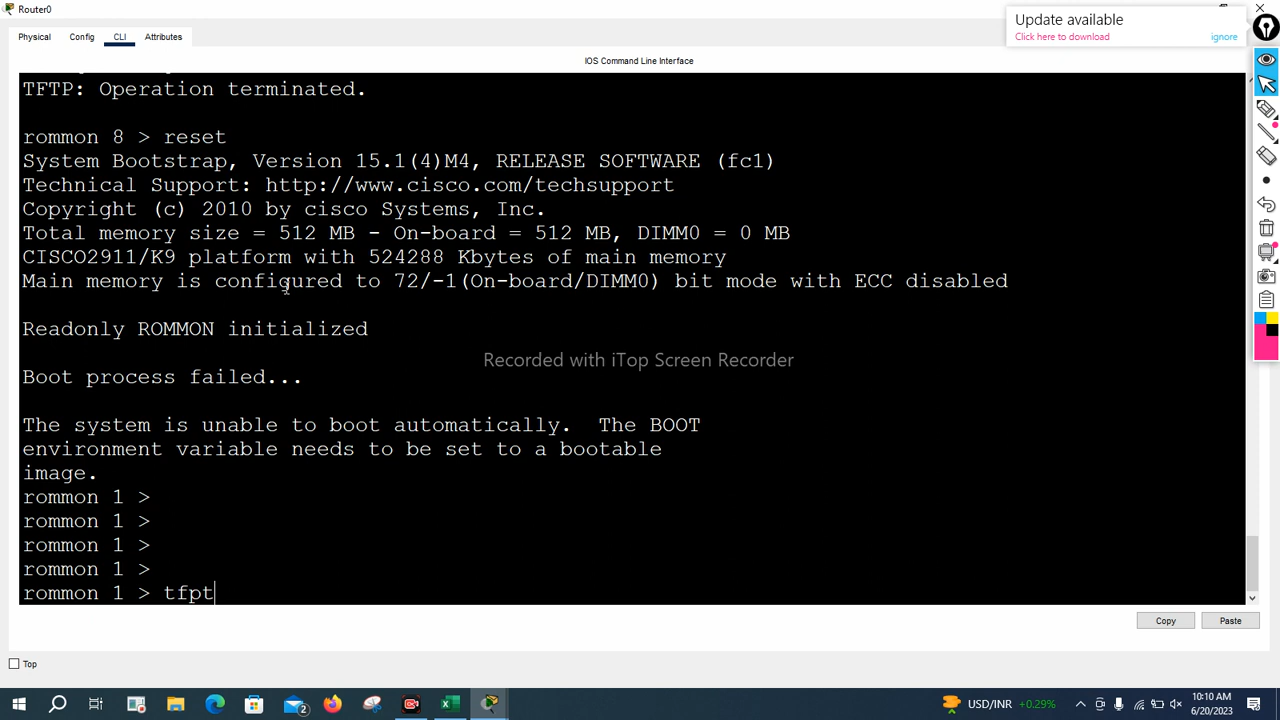 Router0
Update available
Click here to download
ignore
Physical
Config
CLI
Attributes
IOS Command Line Interface
TFTP: Operation terminated.
rommon 8 > reset
System Bootstrap, Version 15.1(4)M4, RELEASE SOFTWARE (fc1)
Technical Support: http://www.cisco.com/techsupport
Copyright (c) 2010 by cisco Systems, Inc.
Total memory size = 512 MB - On-board = 512 MB, DIMM0 = 0 MB
CISCO2911/K9 platform with 524288 Kbytes of main memory
Main memory is configured to 72/-1(On-board/DIMM0) bit mode with ECC disabled
Readonly ROMMON initialized
Recorded with iTop Screen Recorder
Boot process failed...
The system is unable to boot automatically.  The BOOT
environment variable needs to be set to a bootable
image.
rommon 1 >
rommon 1 >
rommon 1 >
rommon 1 >
rommon 1 > tfpt
Copy
Paste
Top
2
USD/INR
+0.29%
10:10 AM
6/20/2023